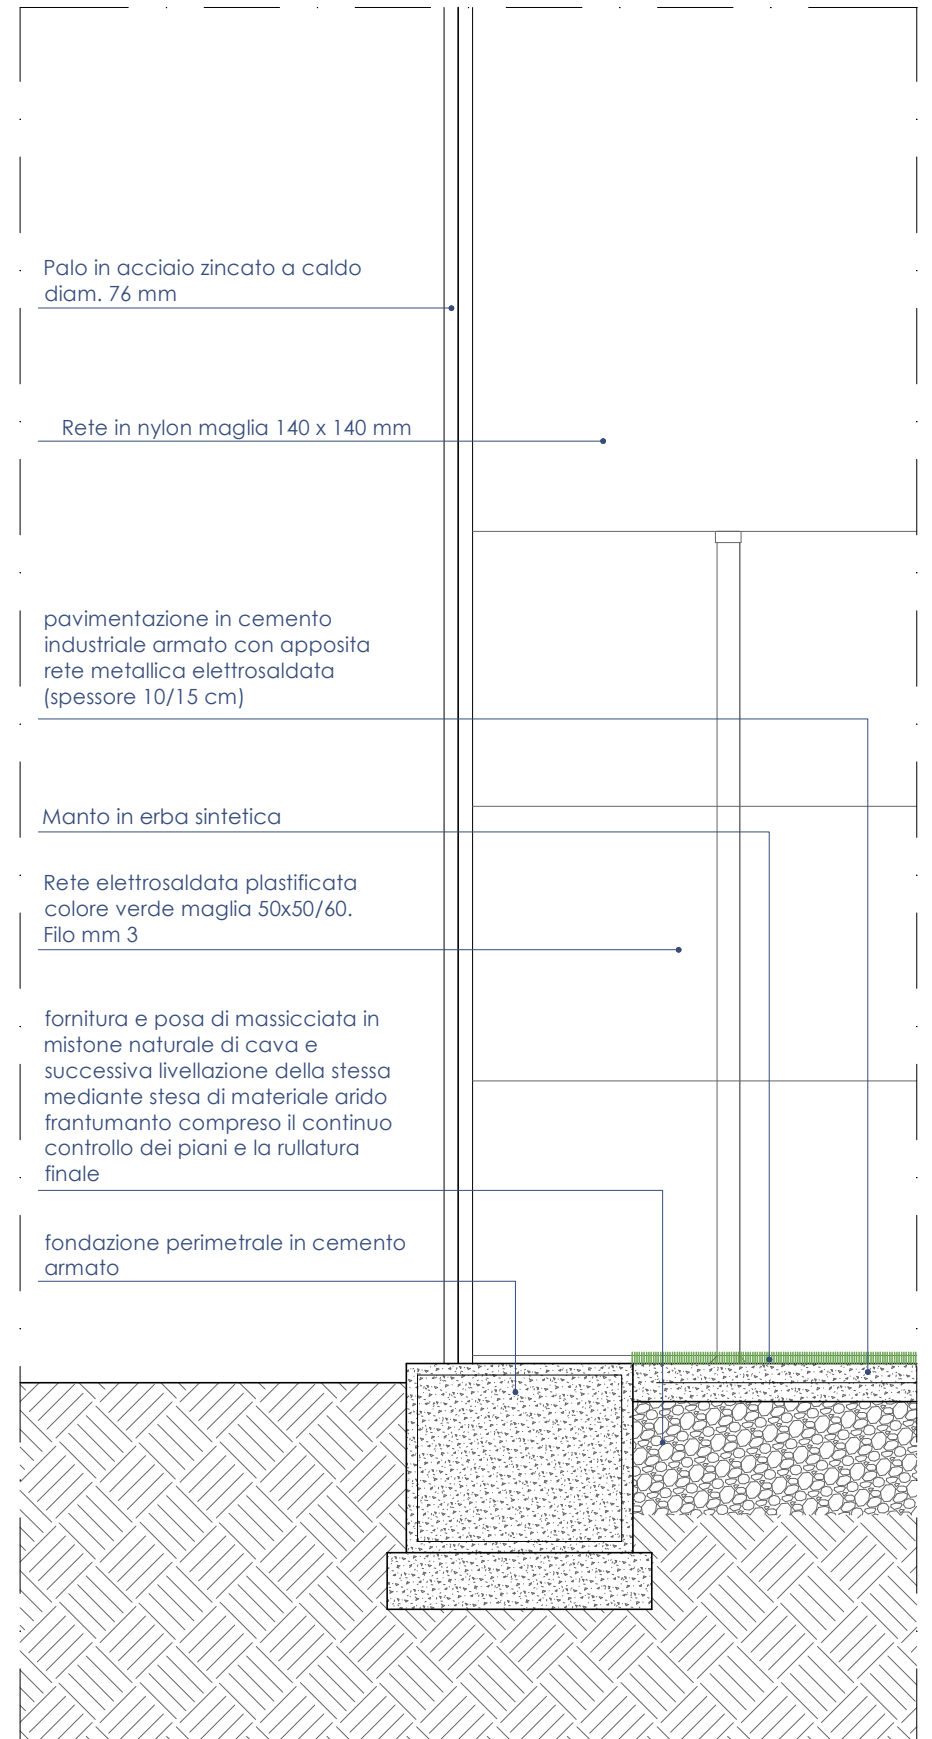 Palo in acciaio zincato a caldo
diam. 76 mm
Rete in nylon maglia 140 x 140 mm
pavimentazione in cemento
industriale armato con apposita
rete metallica elettrosaldata
(spessore 10/15 cm)
Manto in erba sintetica
Rete elettrosaldata plastificata
colore verde maglia 50x50/60.
Filo mm 3
fornitura e posa di massicciata in
mistone naturale di cava e
successiva livellazione della stessa
mediante stesa di materiale arido
frantumanto compreso il continuo
controllo dei piani e la rullatura
finale
fondazione perimetrale in cemento
armato